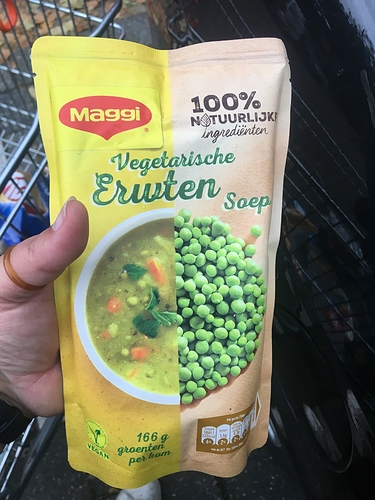 Maggi
100%
NATUURLIJKE
Ingrediënten
Vegetarische
Erwten
Soep
VEGAN
166 g
groenten
per kom